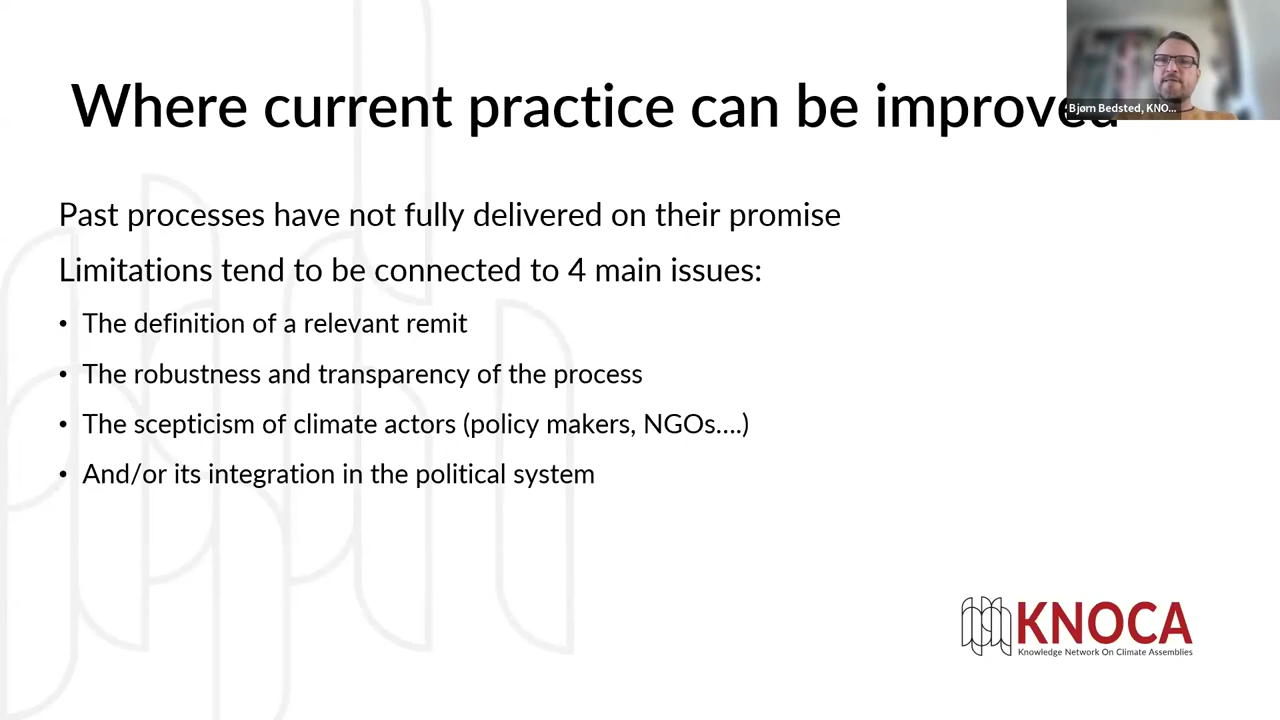 Where current practice can be improved
Bjørn Bedsted, KNO...
Past processes have not fully delivered on their promise
Limitations tend to be connected to 4 main issues:
• The definition of a relevant remit
• The robustness and transparency of the process
• The scepticism of climate actors (policy makers, NGOs….)
• And/or its integration in the political system
KNOCA
Knowledge Network On Climate Assemblies